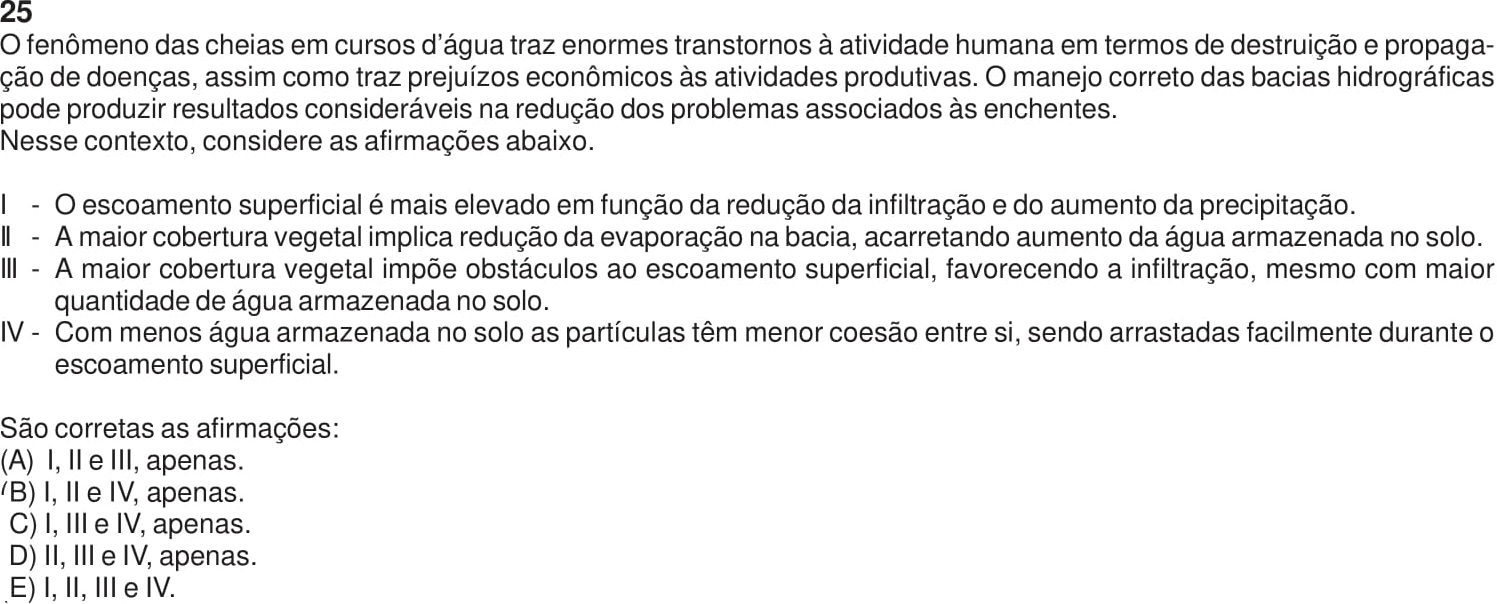 25
O fenômeno das cheias em cursos d’água traz enormes transtornos à atividade humana em termos de destruição e propaga-
ção de doenças, assim como traz prejuízos econômicos às atividades produtivas. O manejo correto das bacias hidrográficas
pode produzir resultados consideráveis na redução dos problemas associados às enchentes.
Nesse contexto, considere as afirmações abaixo.
I - O escoamento superficial é mais elevado em função da redução da infiltração e do aumento da precipitação.
II - A maior cobertura vegetal implica redução da evaporação na bacia, acarretando aumento da água armazenada no solo.
III - A maior cobertura vegetal impõe obstáculos ao escoamento superficial, favorecendo a infiltração, mesmo com maior
quantidade de água armazenada no solo.
IV - Com menos água armazenada no solo as partículas têm menor coesão entre si, sendo arrastadas facilmente durante o
escoamento superficial.
São corretas as afirmações:
(A) I, II e III, apenas.
(B) I, II e IV, apenas.
C) I, III e IV, apenas.
D) II, III e IV, apenas.
E) I, II, III e IV.